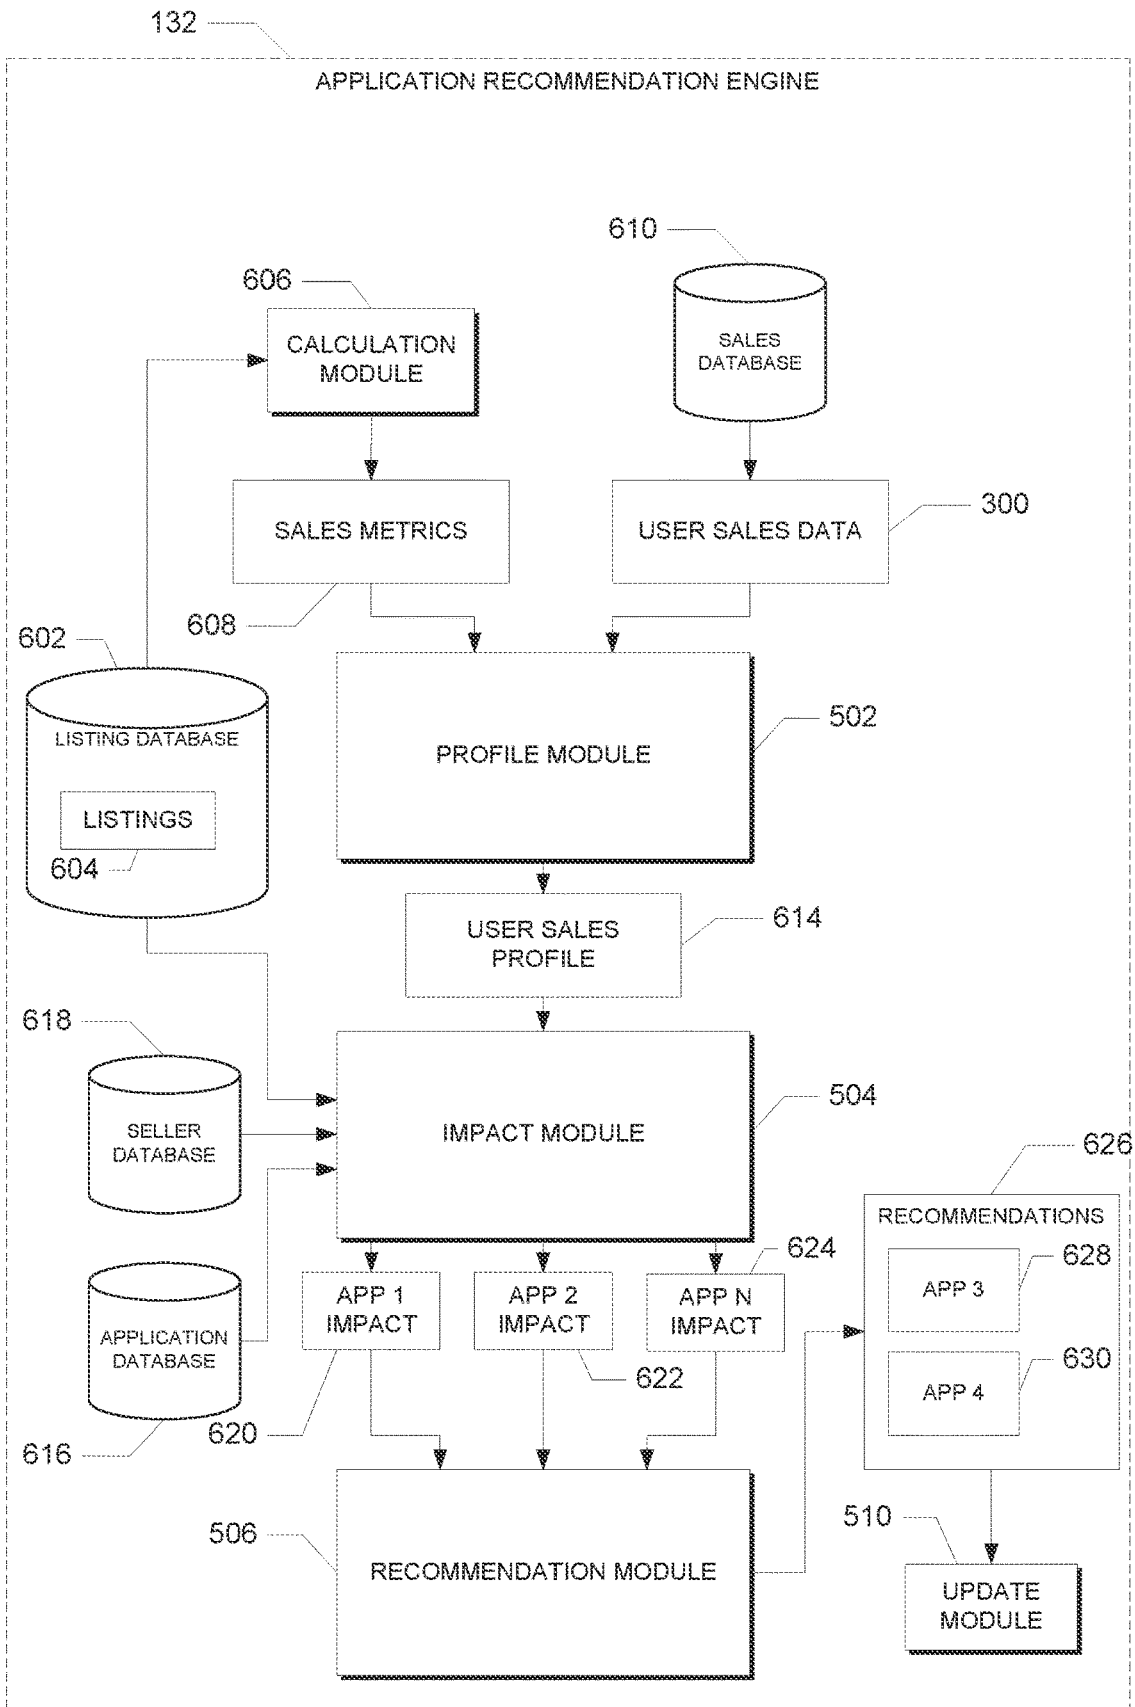 132
APPLICATION RECOMMENDATION ENGINE
610
606
CALCULATION
MODULE
SALES
DATABASE
SALES METRICS
USER SALES DATA
300
608
602
LISTING DATABASE
LISTINGS
604
PROFILE MODULE
502
USER SALES
PROFILE
614
618
SELLER
DATABASE
IMPACT MODULE
504
626
RECOMMENDATIONS
APP 3
628
APP 4
630
624
APP 1
IMPACT
APP 2
IMPACT
APP N
IMPACT
APPLICATION
DATABASE
622
620
616
506
RECOMMENDATION MODULE
510
UPDATE
MODULE